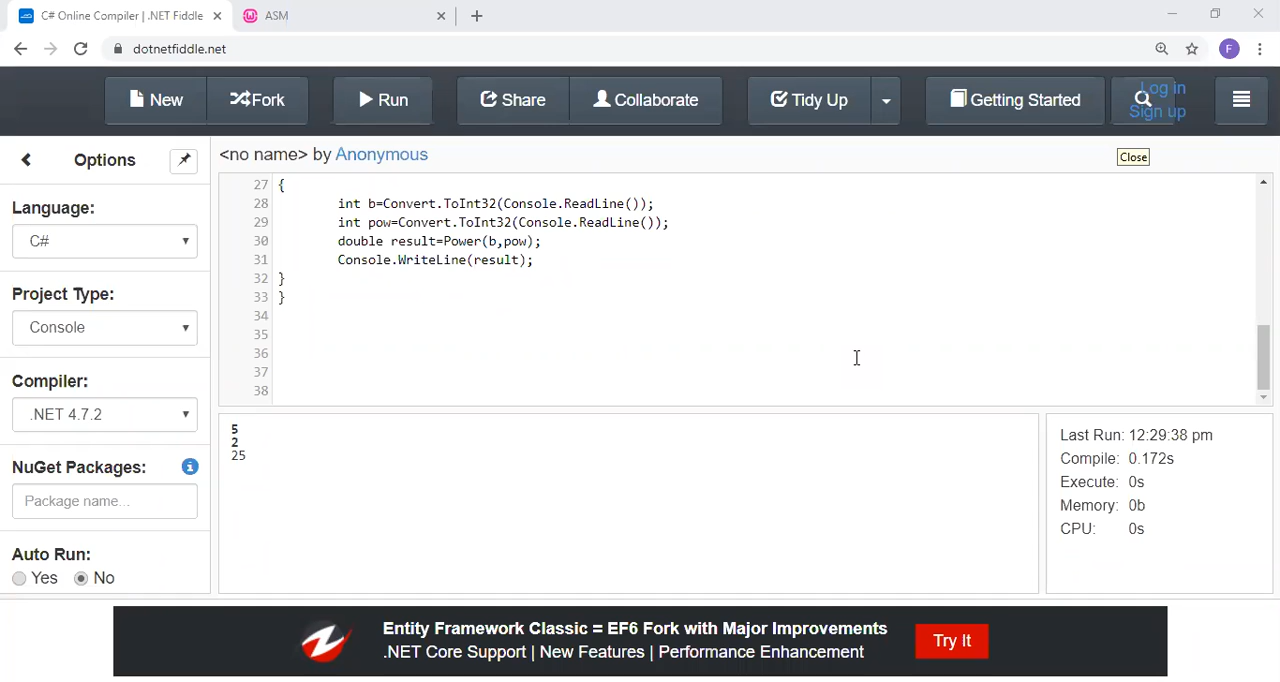 C# Online Compiler | .NET Fiddle
ASM
dotnetfiddle.net
F
New
Fork
Run
Share
Collaborate
Tidy Up
Getting Started
Log in
Sign up
Options
<no name> by Anonymous
Close
Language:
C#
Project Type:
Console
Compiler:
.NET 4.7.2
NuGet Packages:
Package name...
Auto Run:
Yes
No
27 {
28 int b=Convert.ToInt32(Console.ReadLine());
29 int pow=Convert.ToInt32(Console.ReadLine());
30 double result=Power(b,pow);
31 Console.WriteLine(result);
32 }
33 }
34
35
36
37
38
5
2
25
Last Run: 12:29:38 pm
Compile: 0.172s
Execute: 0s
Memory: 0b
CPU: 0s
Entity Framework Classic = EF6 Fork with Major Improvements
.NET Core Support | New Features | Performance Enhancement
Try It